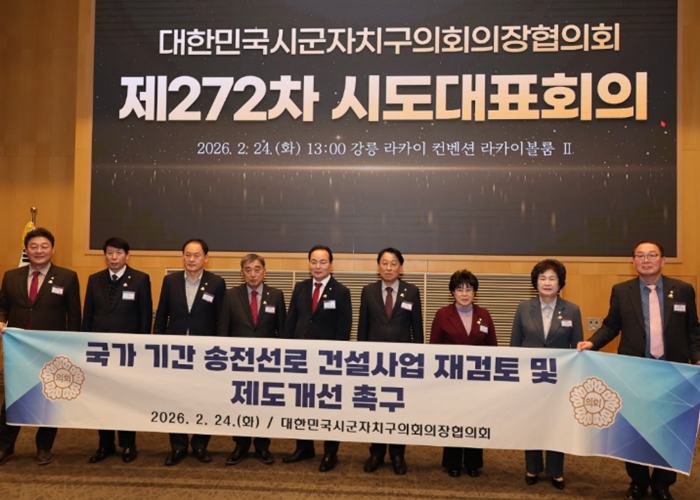 대한민국시군자치구의회의장협의회
제272차 시도대표회의
2026. 2. 24.(화) 13:00 강릉 라카이 컨벤션 라카이볼룸 Ⅱ
국가 기간 송전선로 건설사업 재검토 및
제도개선 촉구
의회
의회
2026. 2. 24.(화) / 대한민국시군자치구의회의장협의회